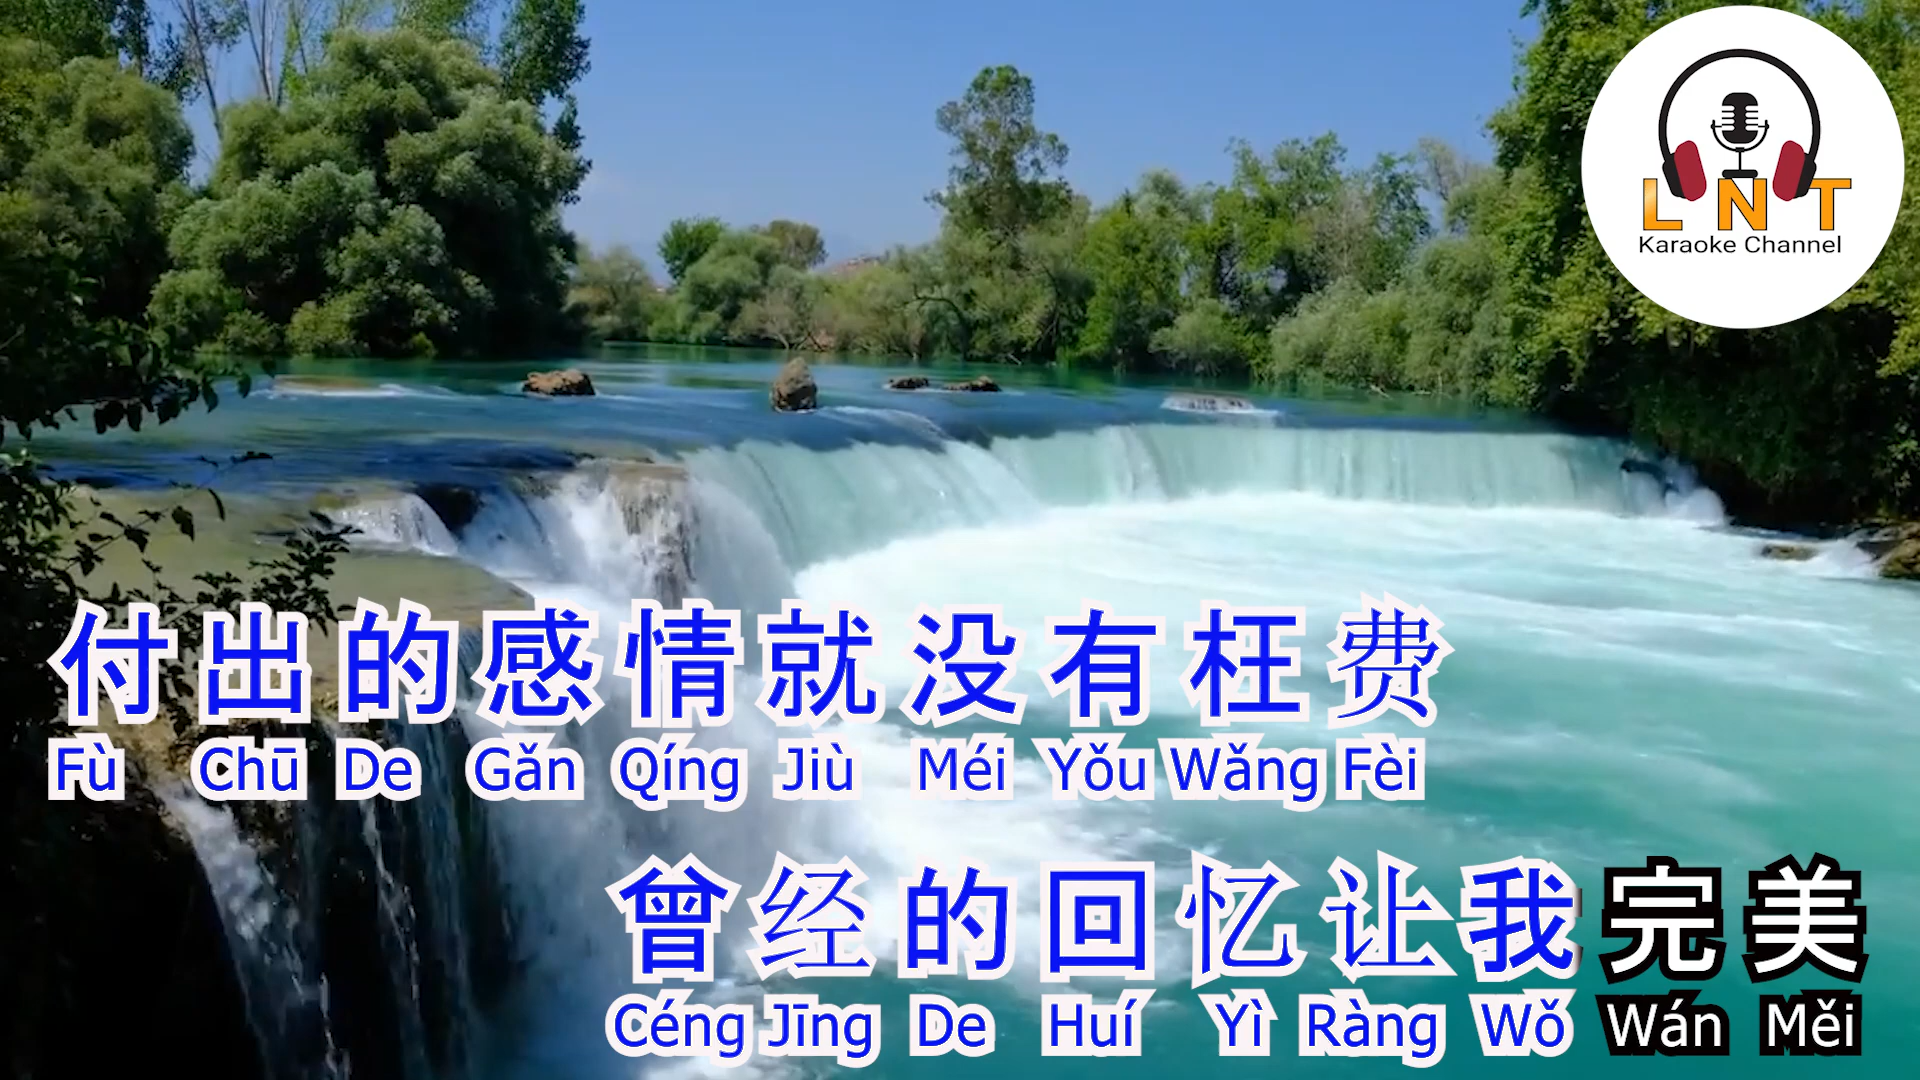 L N T
Karaoke Channel
付出的感情就没有枉费
Fù Chū De Gǎn Qíng Jiù Méi Yǒu Wǎng Fèi
曾经的回忆让我完美
Céng Jīng De Huí Yì Ràng Wǒ Wán Měi